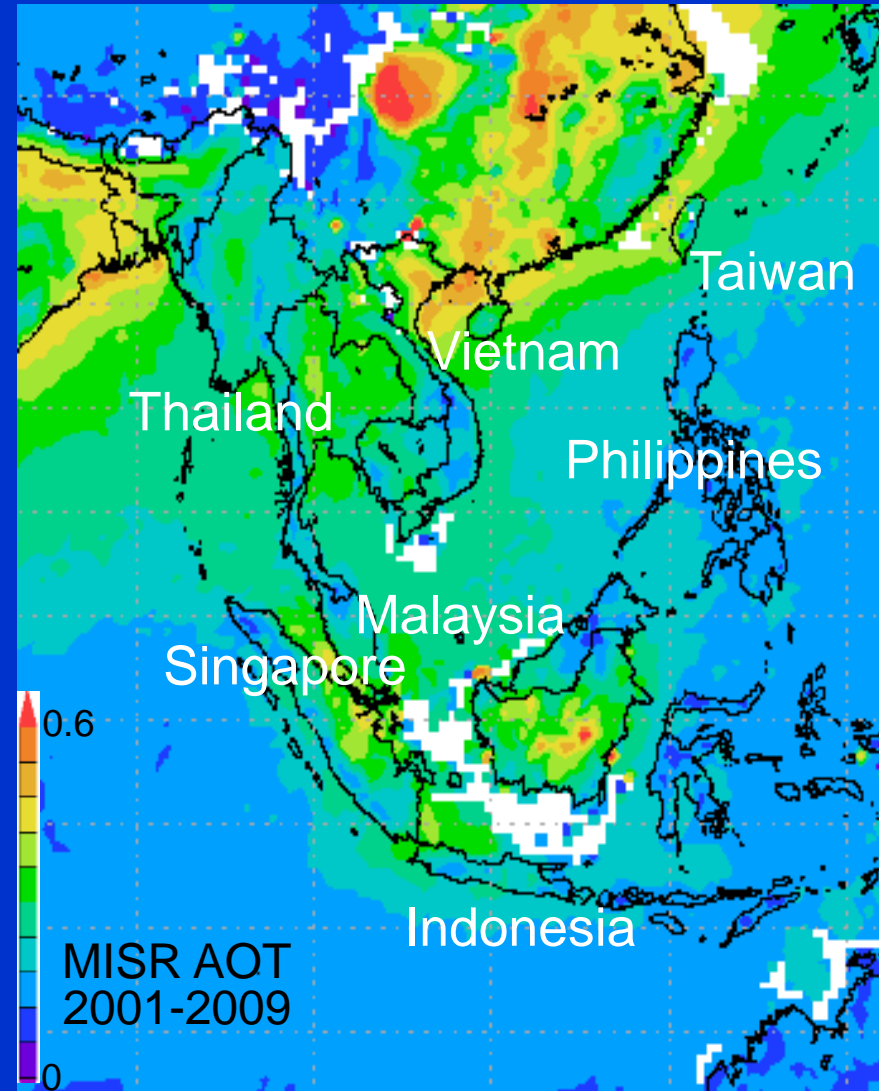 Taiwan
Vietnam
Thailand
Philippines
Malaysia
Singapore
0.6
Indonesia
MISR AOT
2001-2009
0